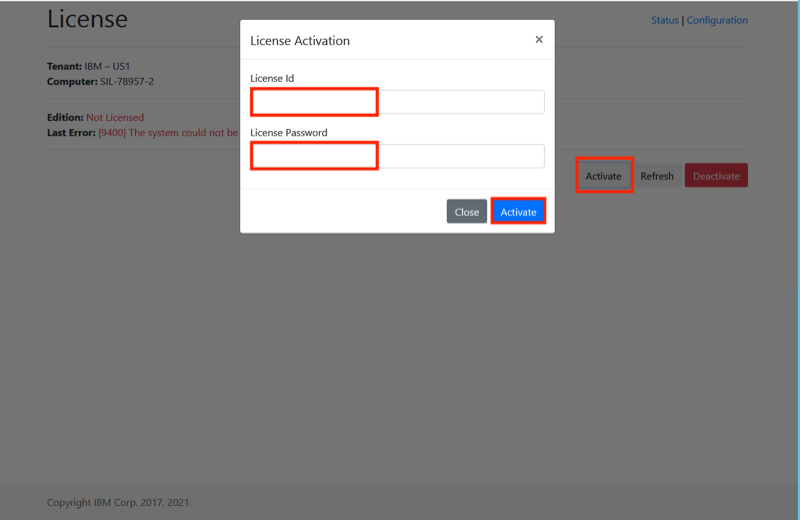 License
Status | Configuration
Tenant: IBM – US1
Computer: SIL-78957-2
Edition: Not Licensed
Last Error: [9400] The system could not be
Activate Refresh Deactivate
License Activation ×
License Id
License Password
Close Activate
Copyright IBM Corp. 2017, 2021.